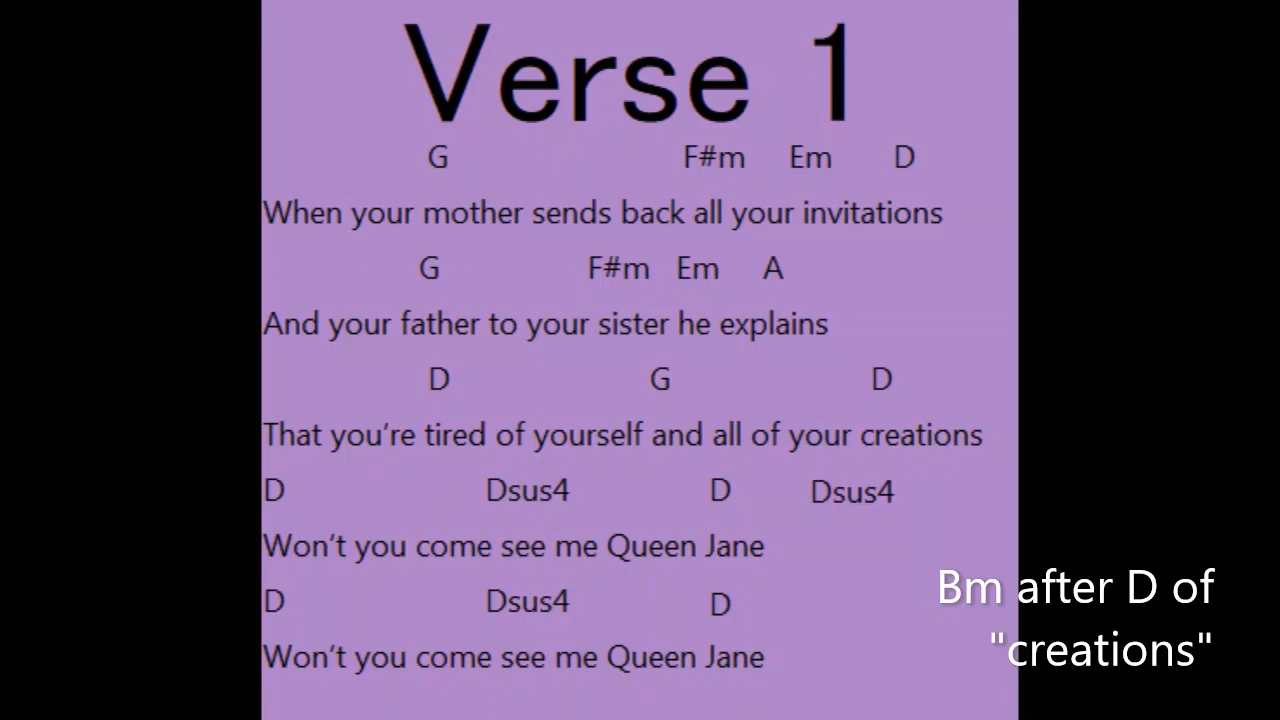 Verse 1
G F#m Em D
When your mother sends back all your invitations
G F#m Em A
And your father to your sister he explains
D G D
That you’re tired of yourself and all of your creations
D Dsus4 D Dsus4
Won’t you come see me Queen Jane
D Dsus4 D
Won’t you come see me Queen Jane
Bm after D of
"creations"